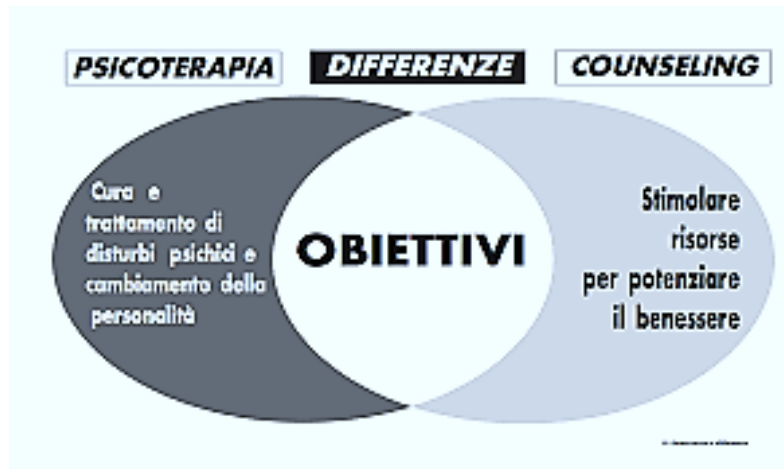 PSICOTERAPIA
DIFFERENZE
COUNSELING
Cura e
trattamento di
disturbi psichici e
cambiamento della
personalità
OBIETTIVI
Stimolare
risorse
per potenziare
il benessere